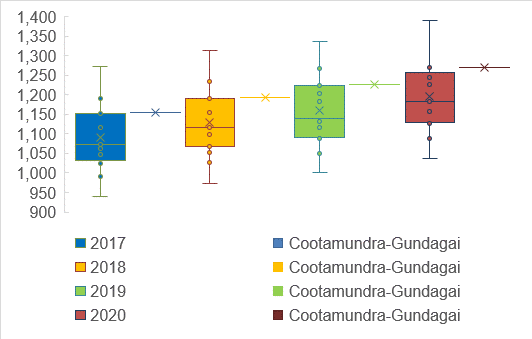 1,400
1,350
1,300
1,250
1,200
1,150
1,100
1,050
1,000
950
900
2017 Cootamundra-Gundagai
2018 Cootamundra-Gundagai
2019 Cootamundra-Gundagai
2020 Cootamundra-Gundagai